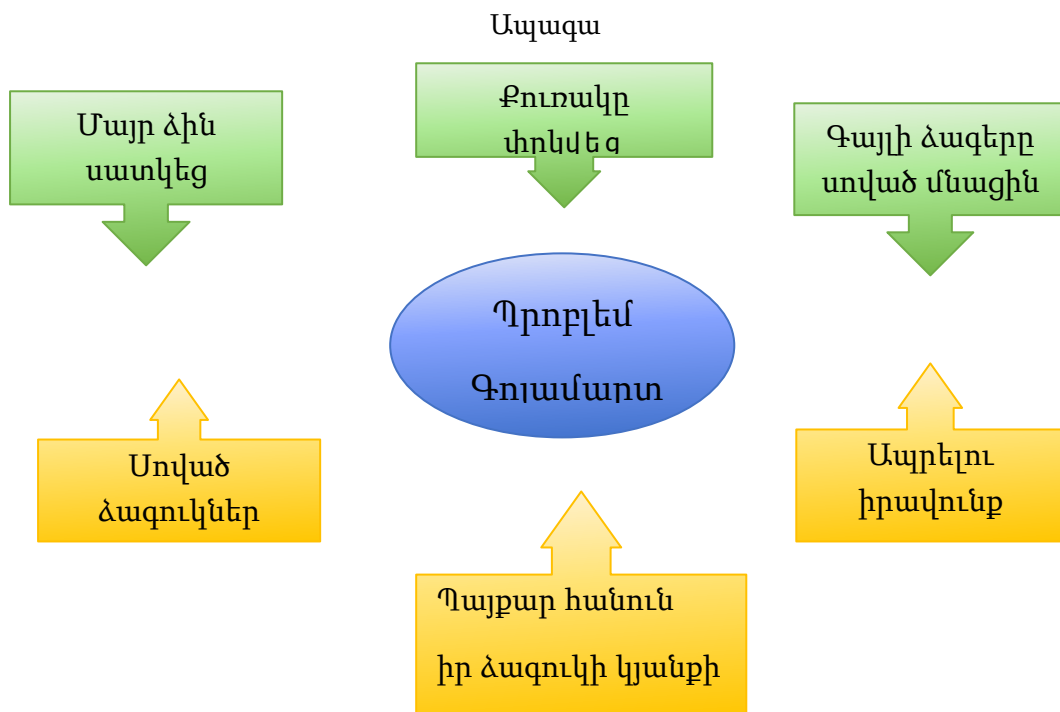 Ապագա
Մայր ձին
սատկեց
Քուռակը
փրկվեց
Գայլի ձագերը
սոված մնացին
Պրոբլեմ
Գոյամարտ
Սոված
ձագուկներ
Պայքար հանուն
իր ձագուկի կյանքի
Ապրելու
իրավունք